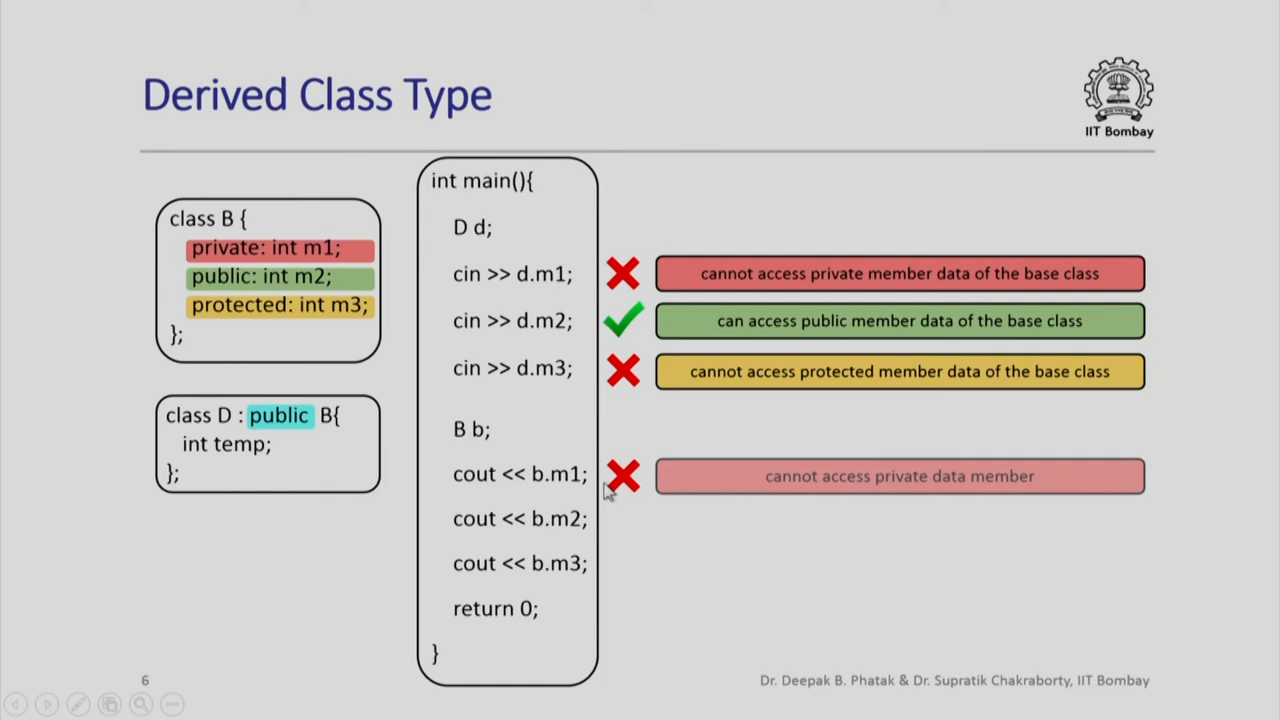 Derived Class Type
IIT Bombay
class B {
private: int m1;
public: int m2;
protected: int m3;
};
class D : public B{
int temp;
};
int main(){
D d;
cin >> d.m1;
cannot access private member data of the base class
cin >> d.m2;
can access public member data of the base class
cin >> d.m3;
cannot access protected member data of the base class
B b;
cout << b.m1;
cannot access private data member
cout << b.m2;
cout << b.m3;
return 0;
}
6
Dr. Deepak B. Phatak & Dr. Supratik Chakraborty, IIT Bombay